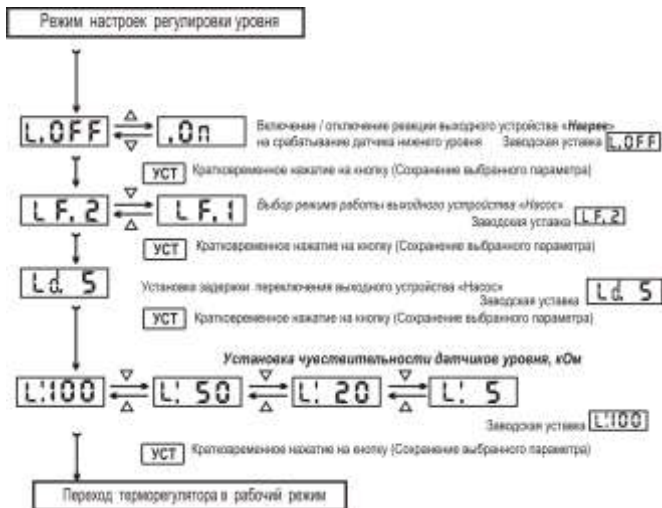 Режим настроек регулировки уровня
L.OFF .On Включение / отключение реакции выходного устройства «Нагрев»
на срабатывание датчика нижнего уровня Заводская уставка L.OFF
УСТ Кратковременное нажатие на кнопку (Сохранение выбранного параметра)
LF.2 LF.1 Выбор режима работы выходного устройства «Насос»
Заводская уставка LF.2
УСТ Кратковременное нажатие на кнопку (Сохранение выбранного параметра)
Ld. 5 Установка задержки переключения выходного устройства «Насос»
Заводская уставка Ld. 5
УСТ Кратковременное нажатие на кнопку (Сохранение выбранного параметра)
Установка чувствительности датчиков уровня, кОм
L:100 L: 50 L: 20 L: 5
Заводская уставка L:100
УСТ Кратковременное нажатие на кнопку (Сохранение выбранного параметра)
Переход терморегулятора в рабочий режим